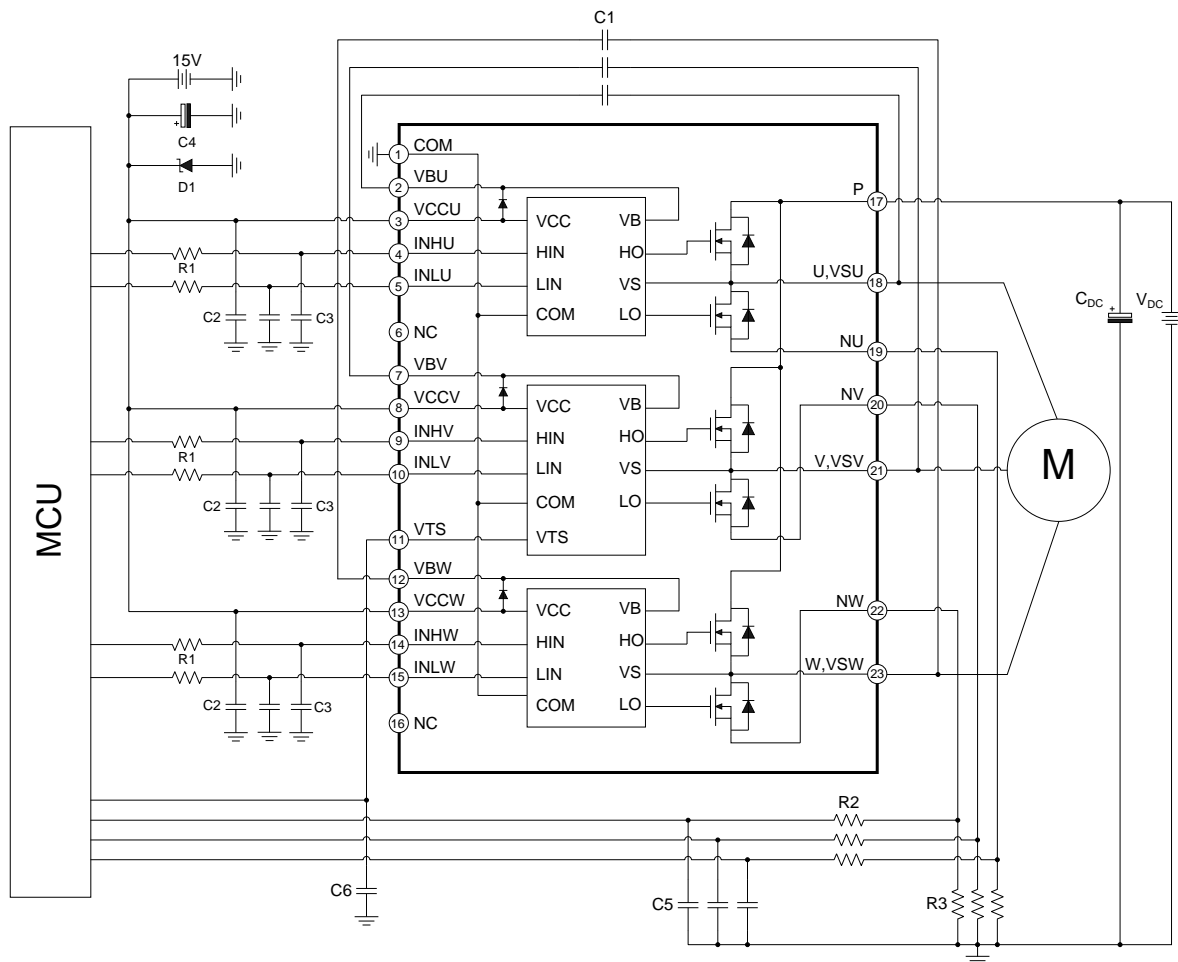 C1
15V
+
C4
D1
MCU
1 COM
2 VBU
3 VCCU
4 INHU
5 INLU
6 NC
7 VBV
8 VCCV
9 INHV
10 INLV
11 VTS
12 VBW
13 VCCW
14 INHW
15 INLW
16 NC
R1
C2
C3
R1
C2
C3
R1
C2
C3
VCC
HIN
LIN
COM
VB
HO
VS
LO
VCC
HIN
LIN
COM
VTS
VB
HO
VS
LO
VCC
HIN
LIN
COM
VB
HO
VS
LO
P 17
U,VSU 18
NU 19
NV 20
V,VSV 21
NW 22
W,VSW 23
M
CDC
+
VDC
R2
C6
C5
R3